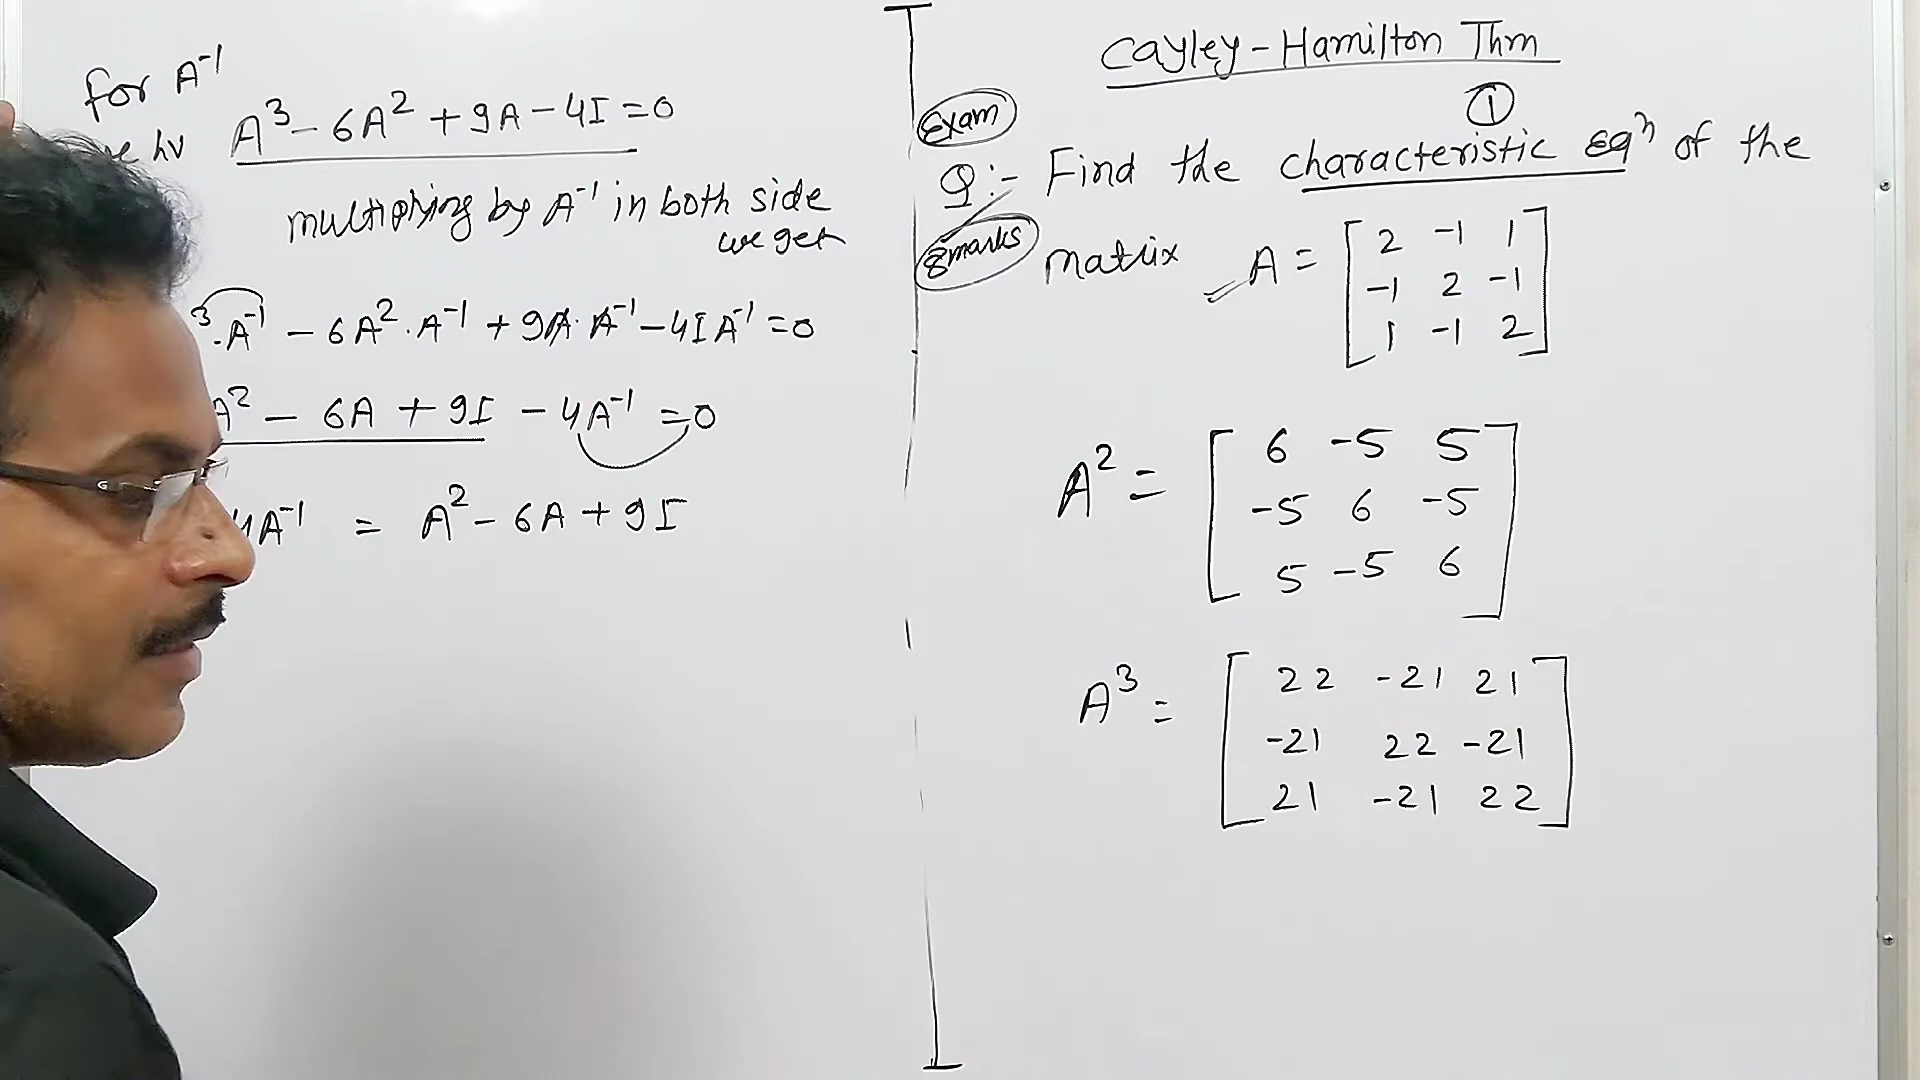 for A⁻¹
hv A³ - 6A² + 9A - 4I = 0
multiplying by A⁻¹ in both side
we get
³·A⁻¹ - 6A²·A⁻¹ + 9A·A⁻¹ - 4IA⁻¹ = 0
A² - 6A + 9I - 4A⁻¹ = 0
4A⁻¹ = A² - 6A + 9I
Cayley-Hamilton Thm
①
Exam
Q:- Find the characteristic eqⁿ of the
8marks
matrix A = [2 -1 1
-1 2 -1
1 -1 2]
A² = [6 -5 5
-5 6 -5
5 -5 6]
A³ = [22 -21 21
-21 22 -21
21 -21 22]